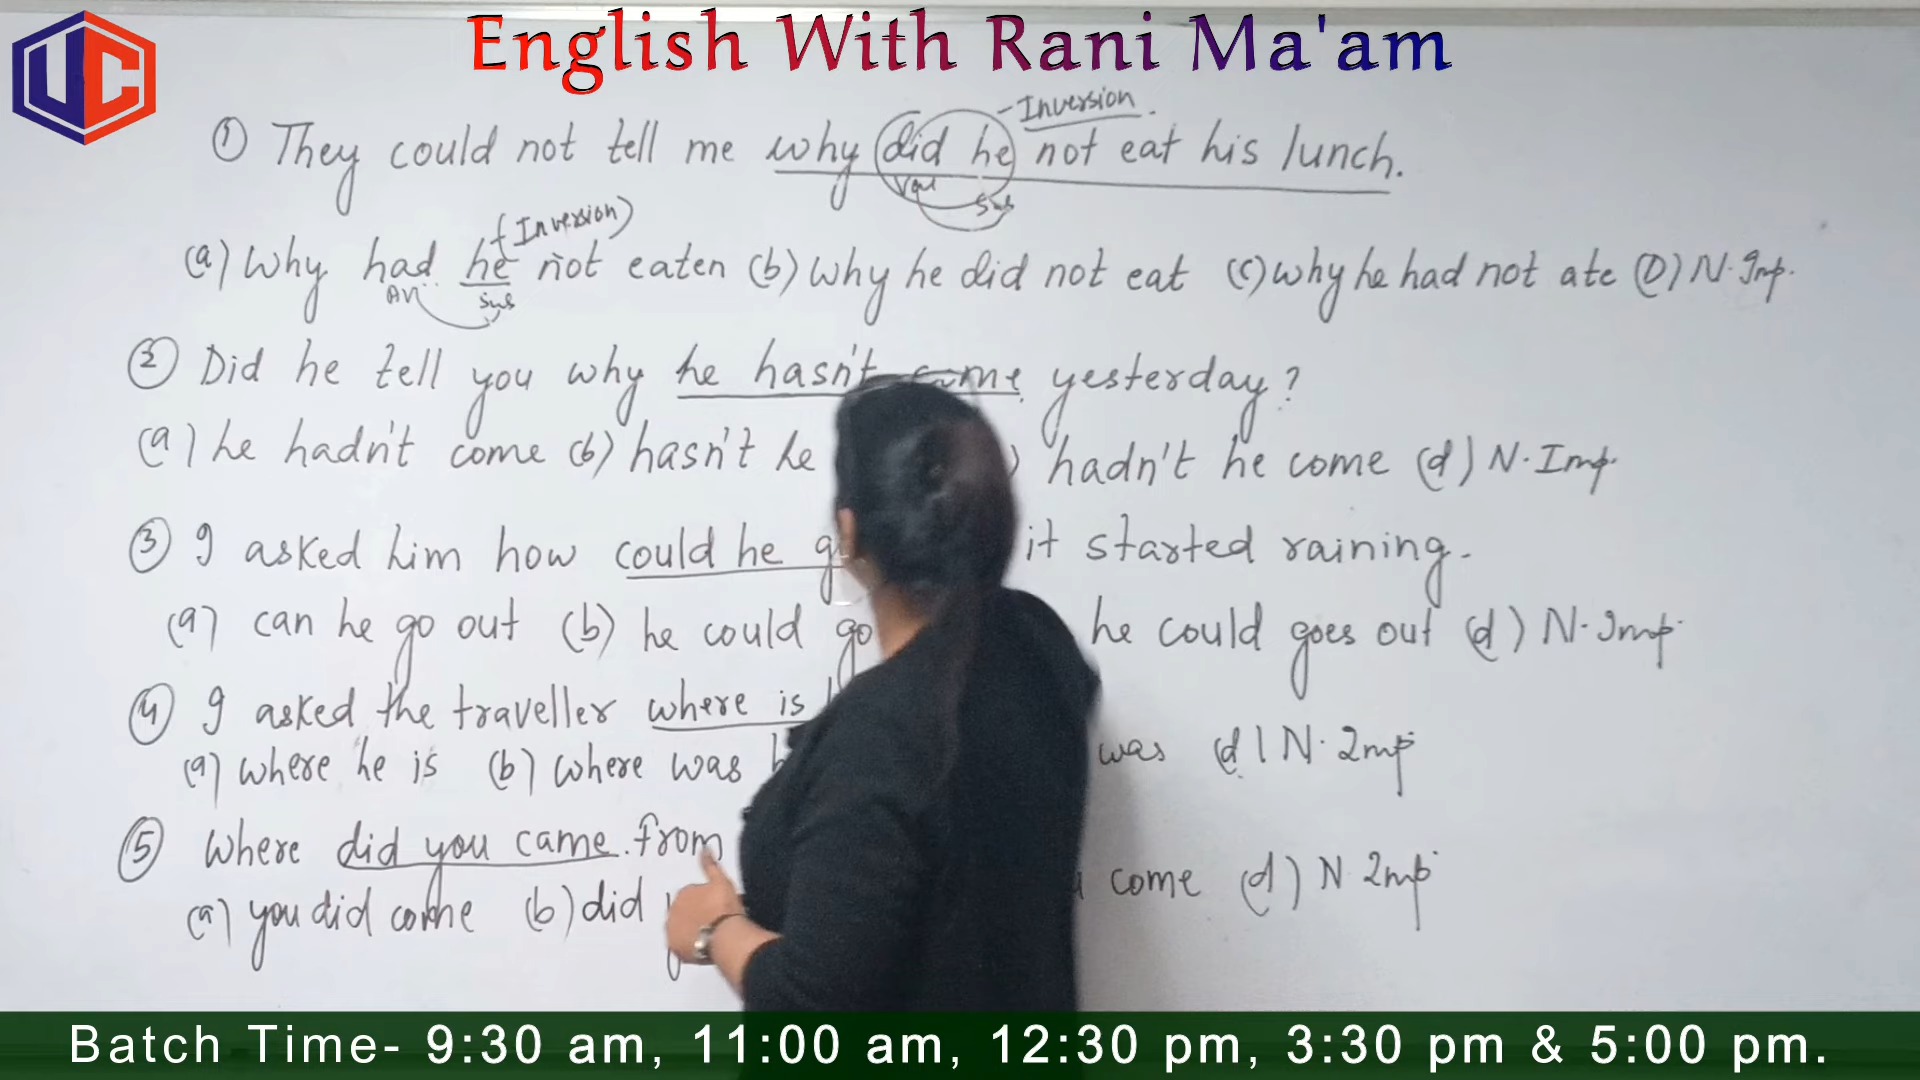 UC
English With Rani Ma'am
Inversion
① They could not tell me why did he not eat his lunch.
Sub
(Inversion)
(a) Why had he not eaten (b) why he did not eat (c) why he had not ate (D) N. Imp.
Sub
② Did he tell you why he hasn't come yesterday?
(a) he hadn't come (b) hasn't he hadn't he come (d) N. Imp.
③ I asked him how could he it started raining.
(a) can he go out (b) he could go he could goes out (d) N. Imp.
④ I asked the traveller where is
(a) where he is (b) where was was (d) N. Imp
⑤ Where did you came from
(a) you did come (b) did come (d) N Imp
Batch Time- 9:30 am, 11:00 am, 12:30 pm, 3:30 pm & 5:00 pm.